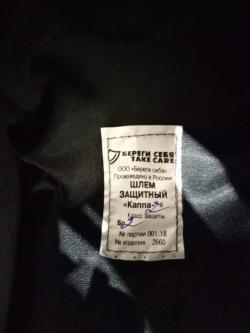 БЕРЕГИ СЕБЯ
TAKE CARE
ООО «Береги себя»
Произведено в России
ШЛЕМ
ЗАЩИТНЫЙ
«Каппа-
Класс защиты
Бр
№ партии 001.18
№ изделия 2660